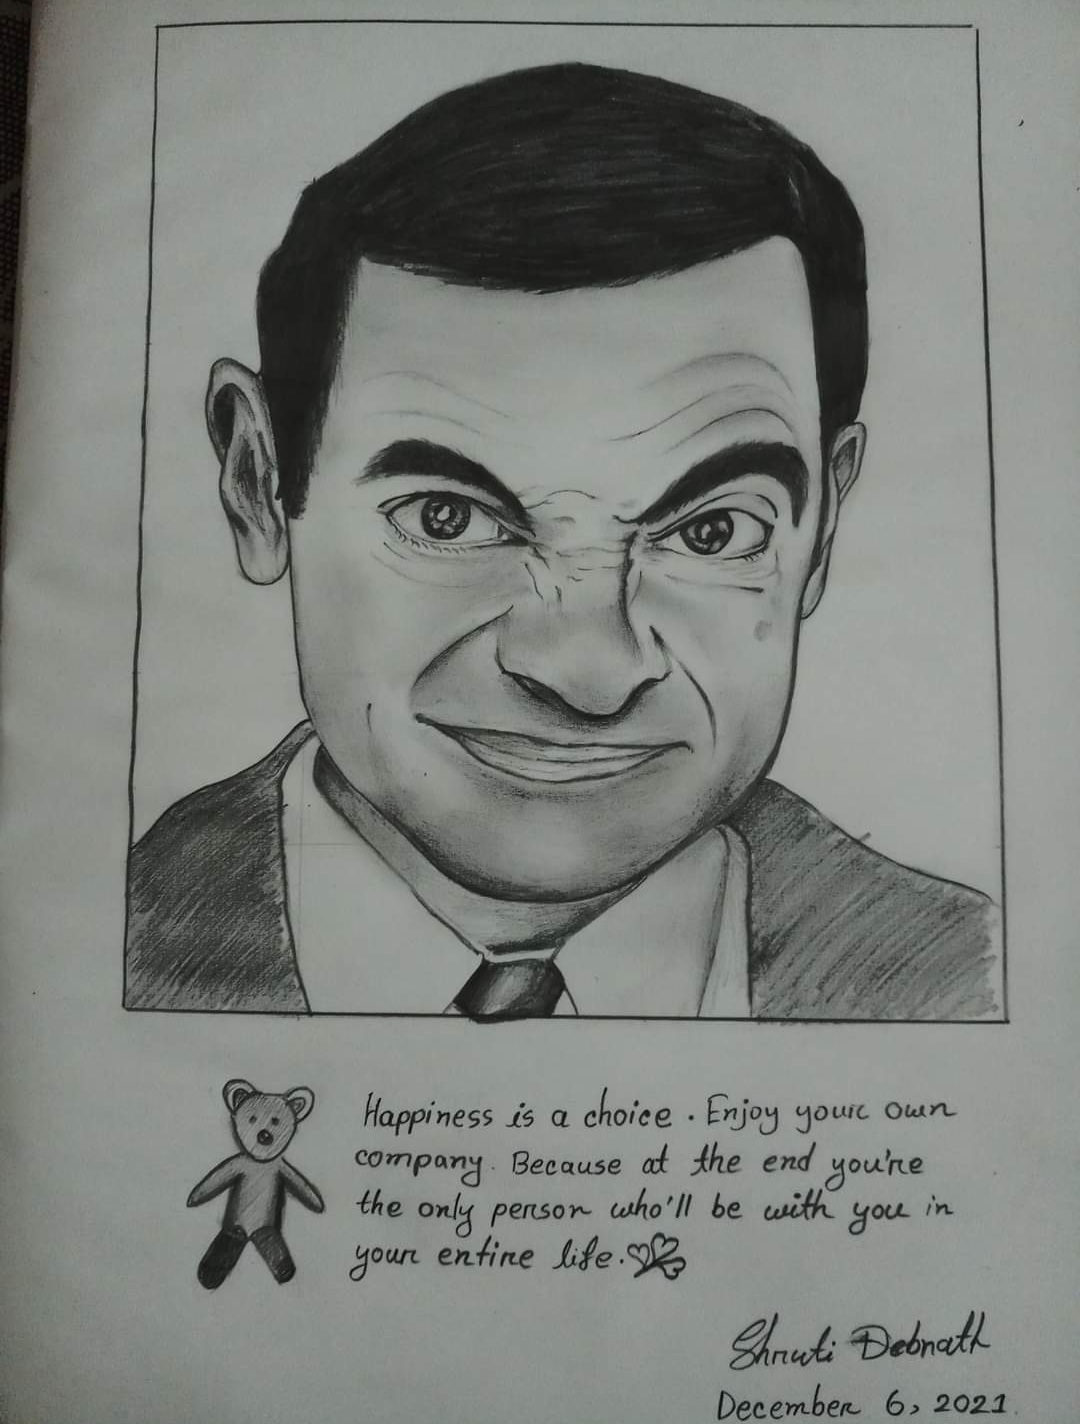 Happiness is a choice. Enjoy your own
company. Because at the end you're
the only person who'll be with you in
your entire life.
Shruti Debnath
December 6, 2021